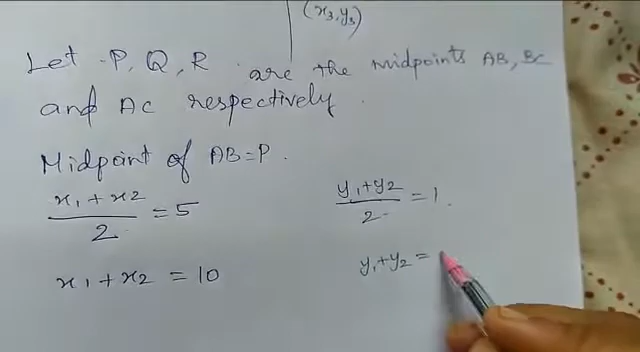 (x₃, y₃)
Let P, Q, R are the midpoints AB, BC
and AC respectively.
Midpoint of AB=P.
(x₁ + x₂)/2 = 5
(y₁+y₂)/2 = 1.
x₁ + x₂ = 10
y₁+y₂ =